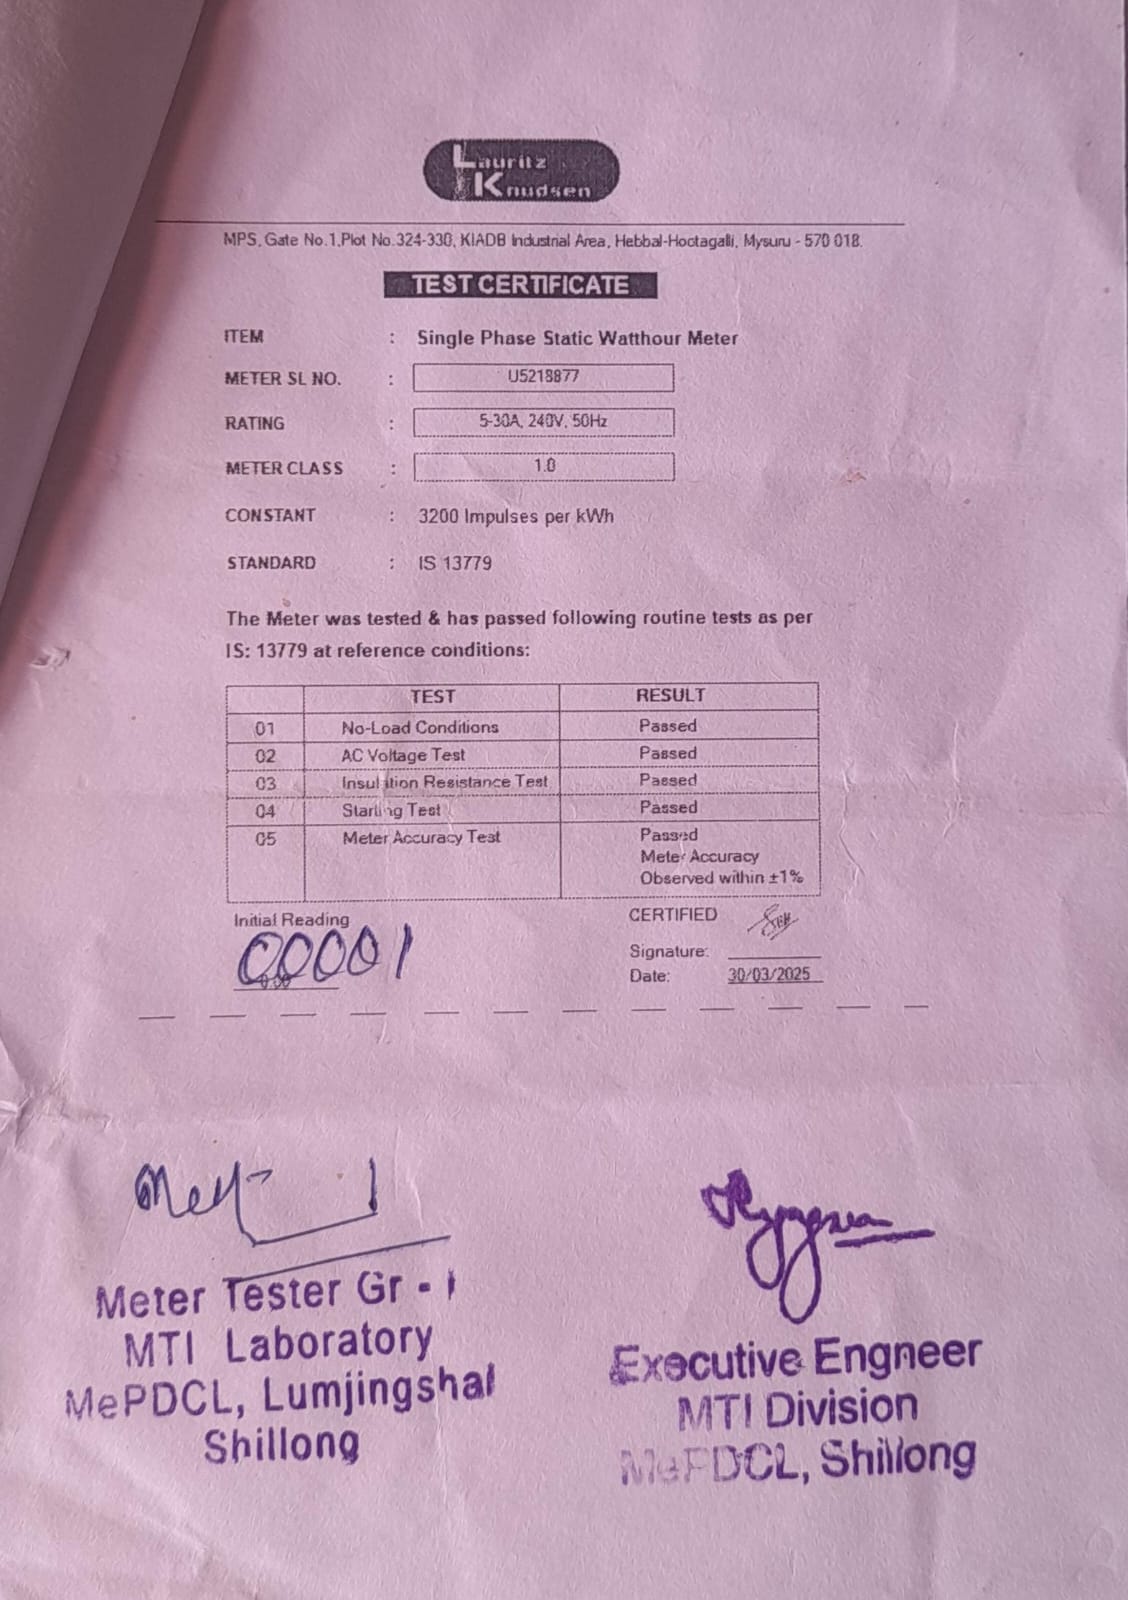 Lauritz
Knudsen
MPS, Gate No.1,Plot No.324-330, KIADB Industrial Area, Hebbal-Hootagalli, Mysuru - 570 018.
TEST CERTIFICATE
ITEM : Single Phase Static Watthour Meter
METER SL NO. : U5218877
RATING : 5-30A, 240V, 50Hz
METER CLASS : 1.0
CONSTANT : 3200 Impulses per kWh
STANDARD : IS 13779
The Meter was tested & has passed following routine tests as per
IS: 13779 at reference conditions:
TEST RESULT
01 No-Load Conditions Passed
02 AC Voltage Test Passed
03 Insulation Resistance Test Passed
04 Starting Test Passed
05 Meter Accuracy Test Passed
Meter Accuracy
Observed within ±1%
Initial Reading
00001
0.00
CERTIFIED
Signature:
Date: 30/03/2025
Meter Tester Gr - I
MTI Laboratory
MePDCL, Lumjingshai
Shillong
Executive Engneer
MTI Division
MePDCL, Shillong